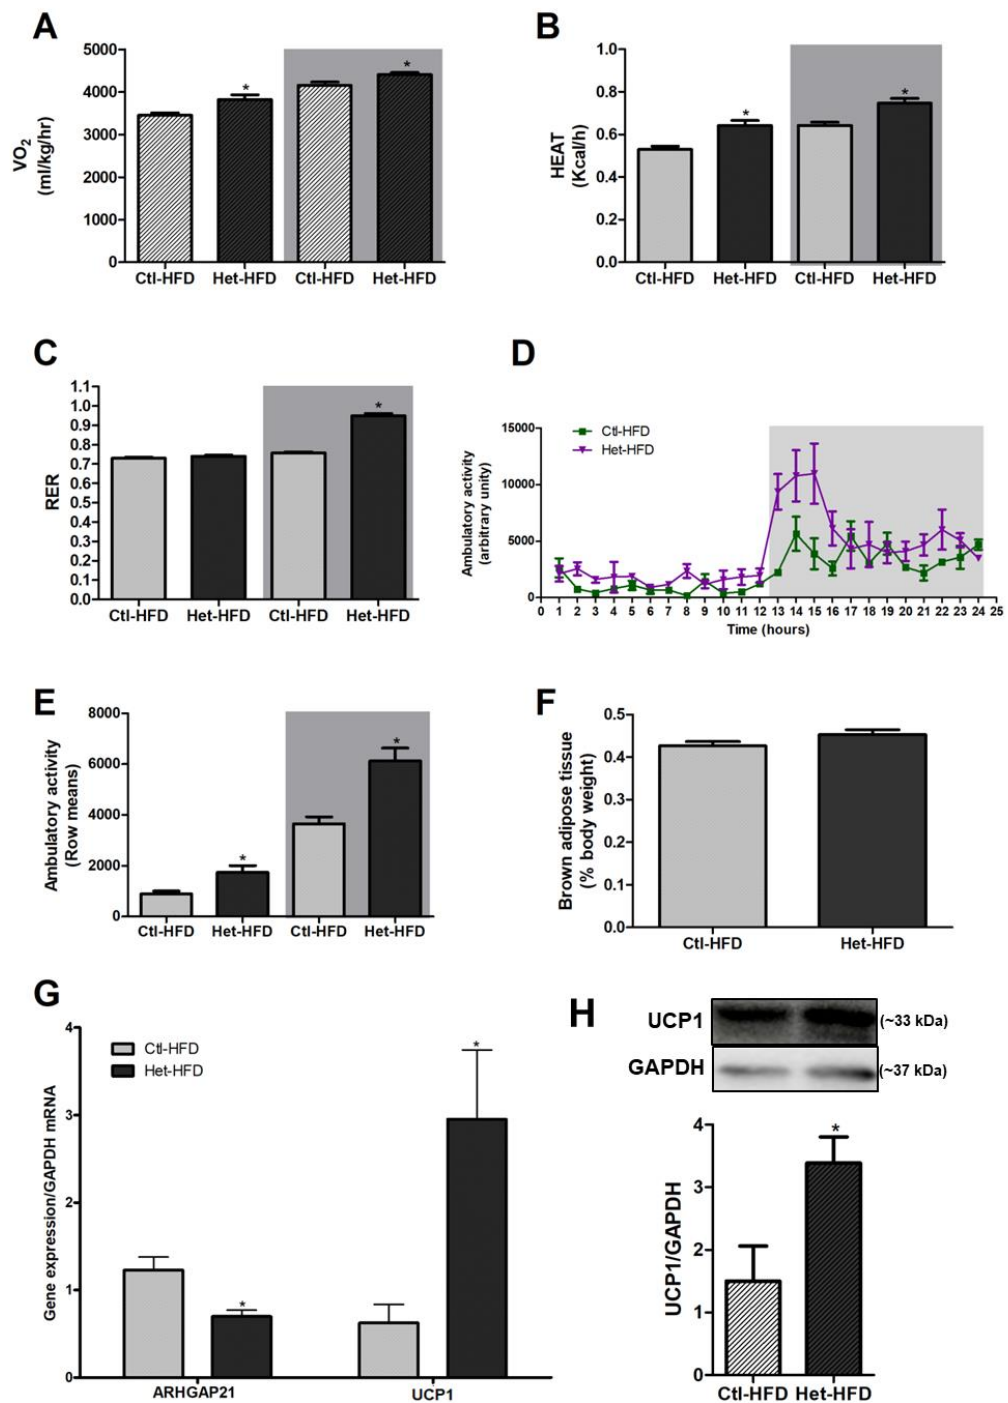 A
VO2
(ml/kg/hr)
5000
4000
3000
2000
1000
0
*
*
Ctl-HFD Het-HFD Ctl-HFD Het-HFD
B
HEAT
(Kcal/h)
1.0
0.8
0.6
0.4
0.2
0.0
*
*
Ctl-HFD Het-HFD Ctl-HFD Het-HFD
C
RER
1.1
1.0
0.9
0.8
0.7
0.6
0.5
0.4
0.3
0.2
0.1
0.0
*
Ctl-HFD Het-HFD Ctl-HFD Het-HFD
D
Ambulatory activity
(arbitrary unity)
15000
10000
5000
0
Ctl-HFD
Het-HFD
0 1 2 3 4 5 6 7 8 9 10 11 12 13 14 15 16 17 18 19 20 21 22 23 24 25
Time (hours)
E
Ambulatory activity
(Row means)
8000
6000
4000
2000
0
*
*
Ctl-HFD Het-HFD Ctl-HFD Het-HFD
F
Brown adipose tissue
(% body weight)
0.5
0.4
0.2
0.1
0.0
Ctl-HFD Het-HFD
G
Gene expression/GAPDH mRNA
4
3
2
1
0
Ctl-HFD
Het-HFD
*
*
ARHGAP21 UCP1
H
UCP1 (~33 kDa)
GAPDH (~37 kDa)
UCP1/GAPDH
4
3
2
1
0
*
Ctl-HFD Het-HFD